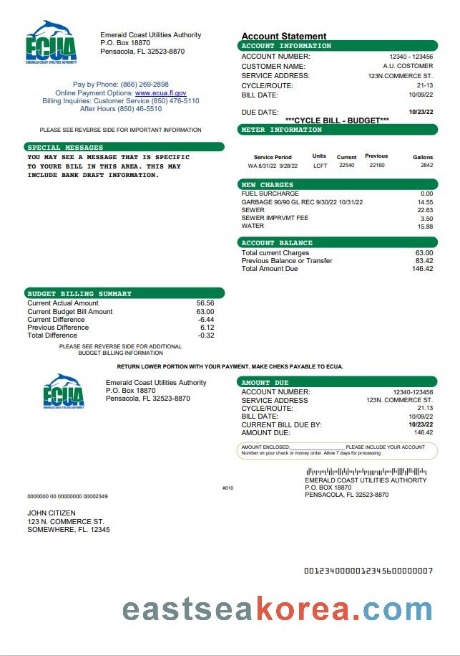 Emerald Coast Utilities Authority
P.O. Box 18870
Pensucola, FL 32523-8870
ECUA
EMERALD COAST UTILITIES AUTHORITY
Pay by Phone: (866) 269-2898
Online Payment Options: www.ecua.fl.gov
Billing Inquiries: Customer Service (850) 476-5110
After Hours (850) 46-5510
PLEASE SEE REVERSE SIDE FOR IMPORTANT INFORMATION
SPECIAL MESSAGES
YOU MAY SEE A MESSAGE THAT IS SPECIFIC
TO YOURE BILL IN THIS AREA. THIS MAY
INCLUDE BANK DRAFT INFORMATION.
Account Statement
ACCOUNT INFORMATION
ACCOUNT NUMBER: 12340 - 123456
CUSTOMER NAME: A.U. COSTOMER
SERVICE ADDRESS: 123N.COMMERCE ST.
CYCLE/ROUTE: 21-13
BILL DATE: 10/09/22
DUE DATE: 10/23/22
***CYCLE BILL - BUDGET***
METER INFORMATION
Service Period Units Current Previous Gallons
WA 8/31/22 9/28/22 LCFT 22540 22160 2842
NEW CHARGES
FUEL SURCHARGE 0.00
GARBAGE 90/90 GL REC 9/30/22 10/31/22 14.55
SEWER 22.63
SEWER IMPRVMT FEE 3.50
WATER 15.88
ACCOUNT BALANCE
Total current Charges 63.00
Previous Balance or Transfer 83.42
Total Amount Due 146.42
BUDGET BILLING SUMMARY
Current Actual Amount 56.56
Current Budget Bill Amount 63.00
Current Difference -6.44
Previous Difference 6.12
Total Difference -0.32
PLEASE SEE REVERSE SIDE FOR ADDITIONAL
BUDGET BILLING INFORMATION
RETURN LOWER PORTION WITH YOUR PAYMENT. MAKE CHEKS PAYABLE TO ECUA.
ECUA
EMERALD COAST UTILITIES AUTHORITY
Emerald Coast Utilities Authority
P.O. Box 18870
Pensacola, FL 32523-8870
AMOUNT DUE
ACCOUNT NUMBER: 12340-123456
SERVICE ADDRESS 123N. COMMERCE ST.
CYCLE/ROUTE: 21.13
BILL DATE: 10/09/22
CURRENT BILL DUE BY: 10/23/22
AMOUNT DUE: 146.42
AMOUNT ENCLOSED: PLEASE INCLUDE YOUR ACCOUNT
Number on your check or money order. Allow 7 days for processing
#010
EMERALD COAST UTILITIES AUTHORITY
P.O. BOX 18870
PENSACOLA, FL 32523-8870
0000000 00 00000000 00002349
JOHN CITIZEN
123 N. COMMERCE ST.
SOMEWHERE, FL. 12345
0012340000012345600000007
eastseakorea.com